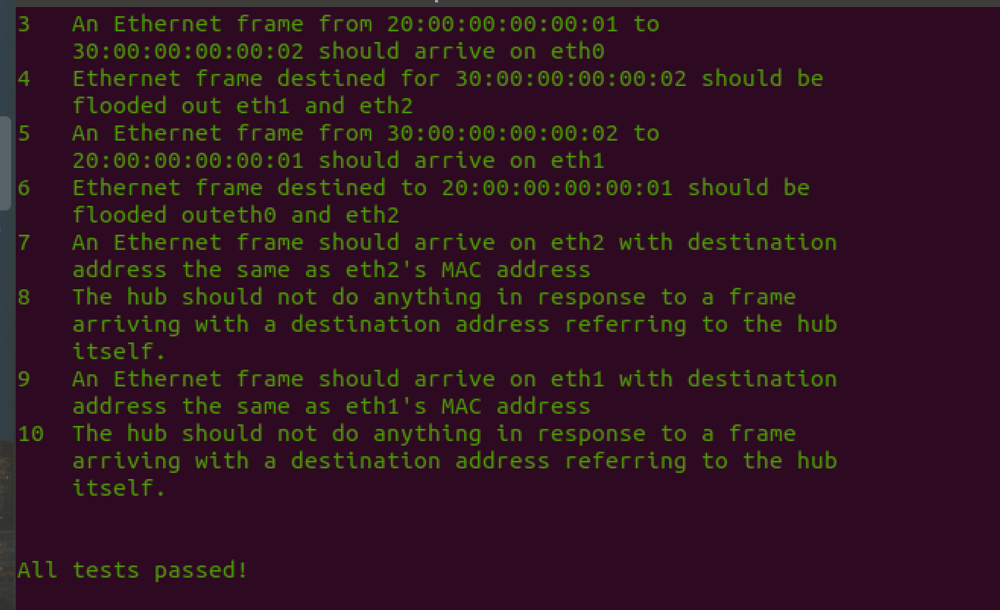 3 An Ethernet frame from 20:00:00:00:00:01 to
30:00:00:00:00:02 should arrive on eth0
4 Ethernet frame destined for 30:00:00:00:00:02 should be
flooded out eth1 and eth2
5 An Ethernet frame from 30:00:00:00:00:02 to
20:00:00:00:00:01 should arrive on eth1
6 Ethernet frame destined to 20:00:00:00:00:01 should be
flooded outeth0 and eth2
7 An Ethernet frame should arrive on eth2 with destination
address the same as eth2's MAC address
8 The hub should not do anything in response to a frame
arriving with a destination address referring to the hub
itself.
9 An Ethernet frame should arrive on eth1 with destination
address the same as eth1's MAC address
10 The hub should not do anything in response to a frame
arriving with a destination address referring to the hub
itself.
All tests passed!